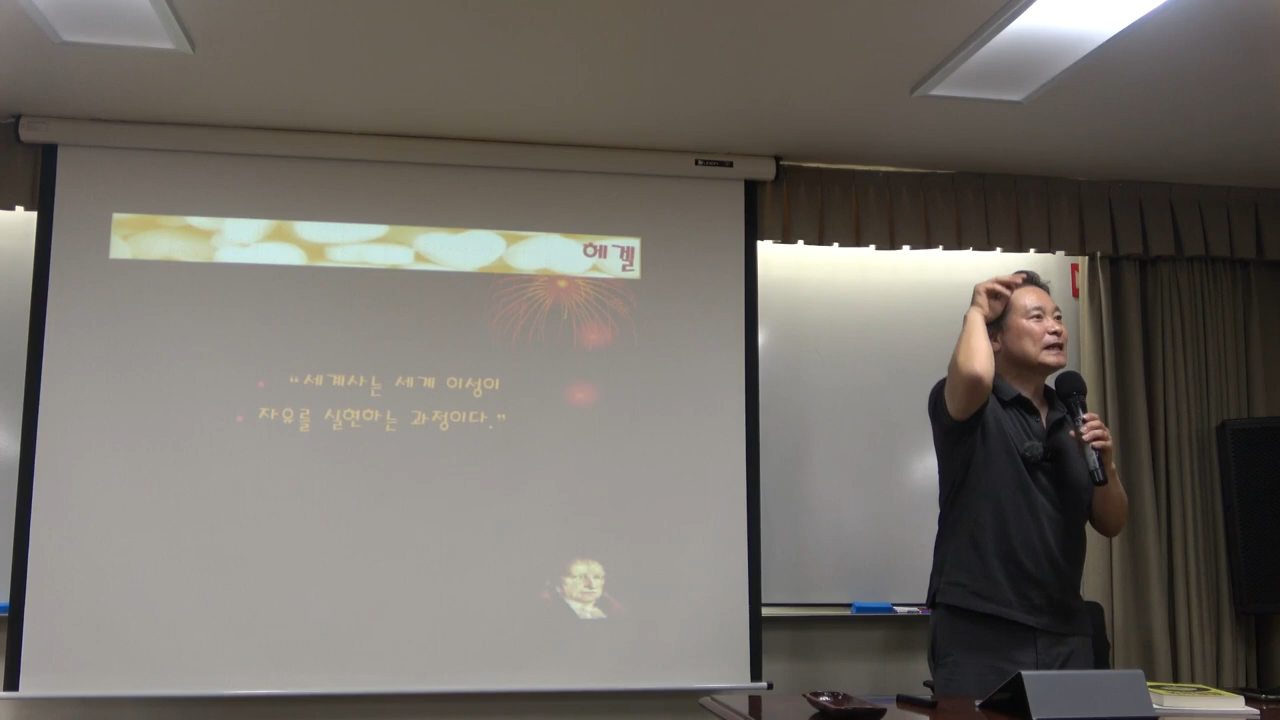 헤겔
“세계사는 세계 이성이
자유를 실현하는 과정이다.”